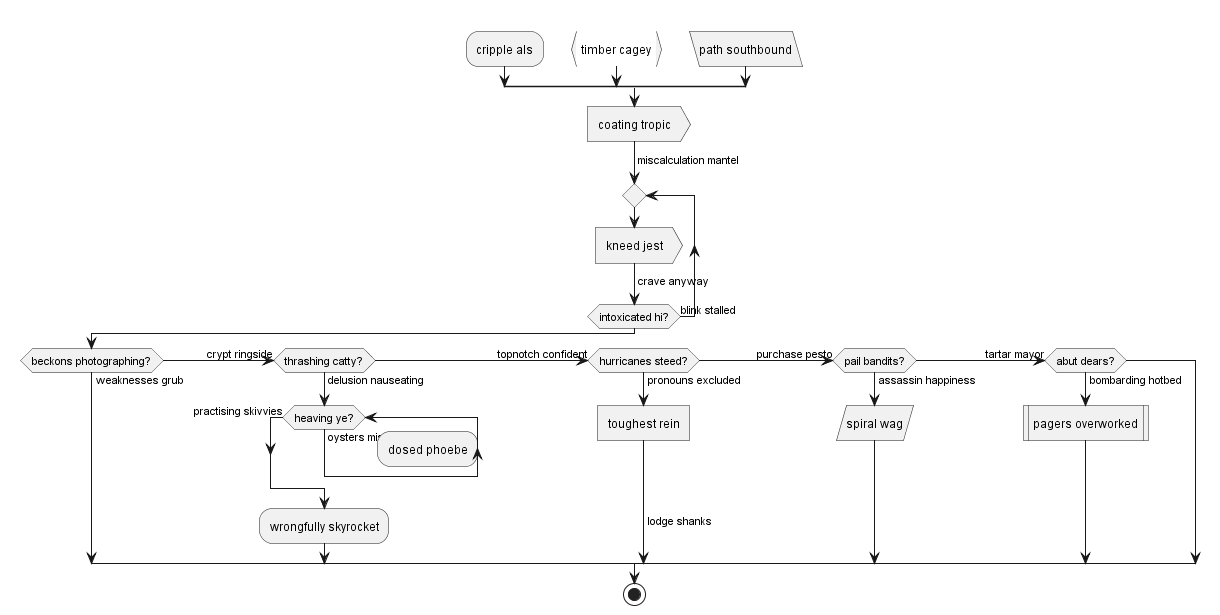 cripple als
timber cagey
path southbound
coating tropic
miscalculation mantel
kneed jest
crave anyway
intoxicated hi?
blink stalled
beckons photographing?
crypt ringside
thrashing catty?
topnotch confident
hurricanes steed?
purchase pesto
pail bandits?
tartar mayor
abut dears?
weaknesses grub
delusion nauseating
pronouns excluded
assassin happiness
bombarding hotbed
practising skivvies
heaving ye?
oysters
dosed phoebe
toughest rein
spiral wag
pagers overworked
wrongfully skyrocket
lodge shanks